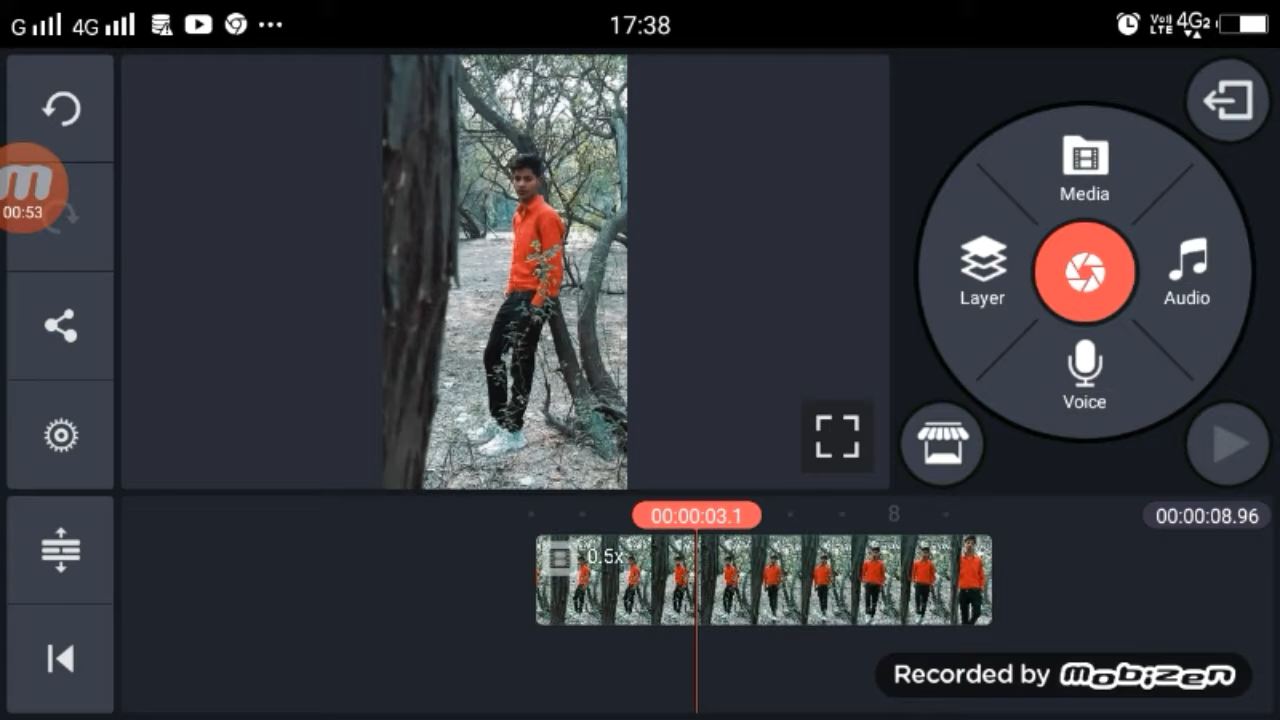 G 4G 17:38 VoI) LTE 4G2
00:53
Media
Layer
Audio
Voice
00:00:03.1
8
00:00:08.96
0.5x
Recorded by mobizen